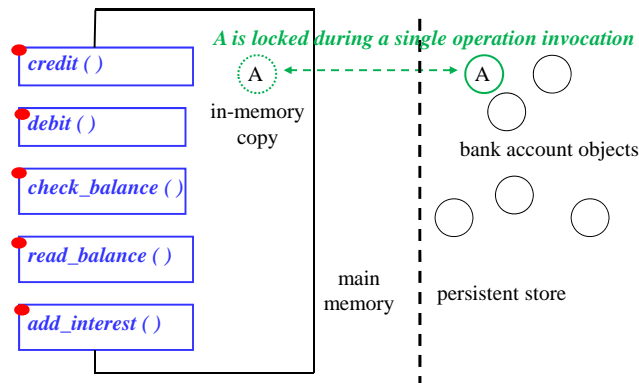 A is locked during a single operation invocation
credit ( )
A
A
in-memory
copy
debit ( )
bank account objects
check_balance ( )
read_balance ( )
main
memory
persistent store
add_interest ( )